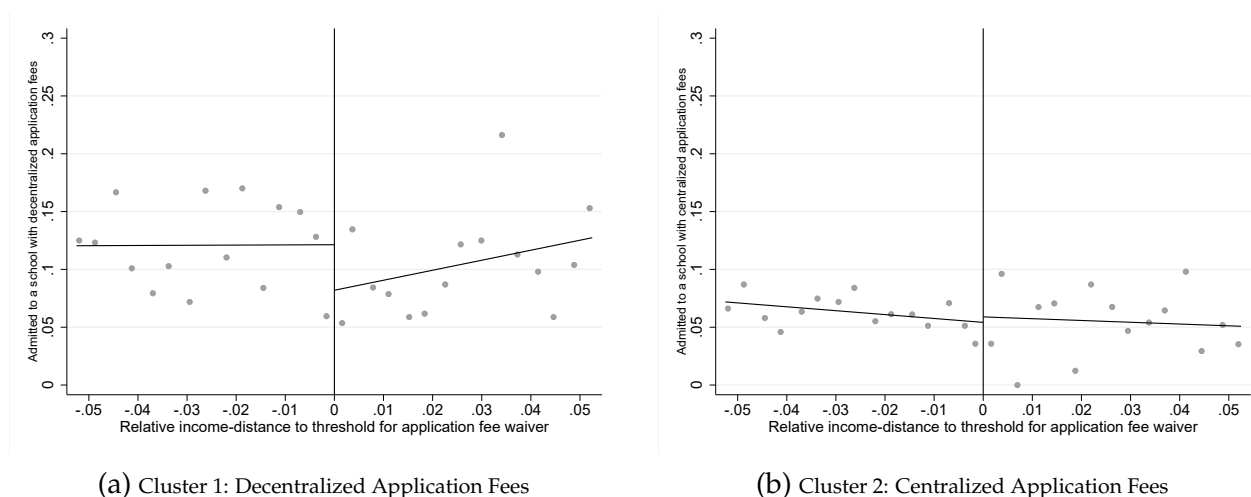 Admitted to a school with decentralized application fees
.3
.25
.2
.15
.1
.05
0
-.05 -.04 -.03 -.02 -.01 0 .01 .02 .03 .04 .05
Relative income-distance to threshold for application fee waiver
(a) Cluster 1: Decentralized Application Fees
Admitted to a school with centralized application fees
.3
.25
.2
.15
.1
.05
0
-.05 -.04 -.03 -.02 -.01 0 .01 .02 .03 .04 .05
Relative income-distance to threshold for application fee waiver
(b) Cluster 2: Centralized Application Fees